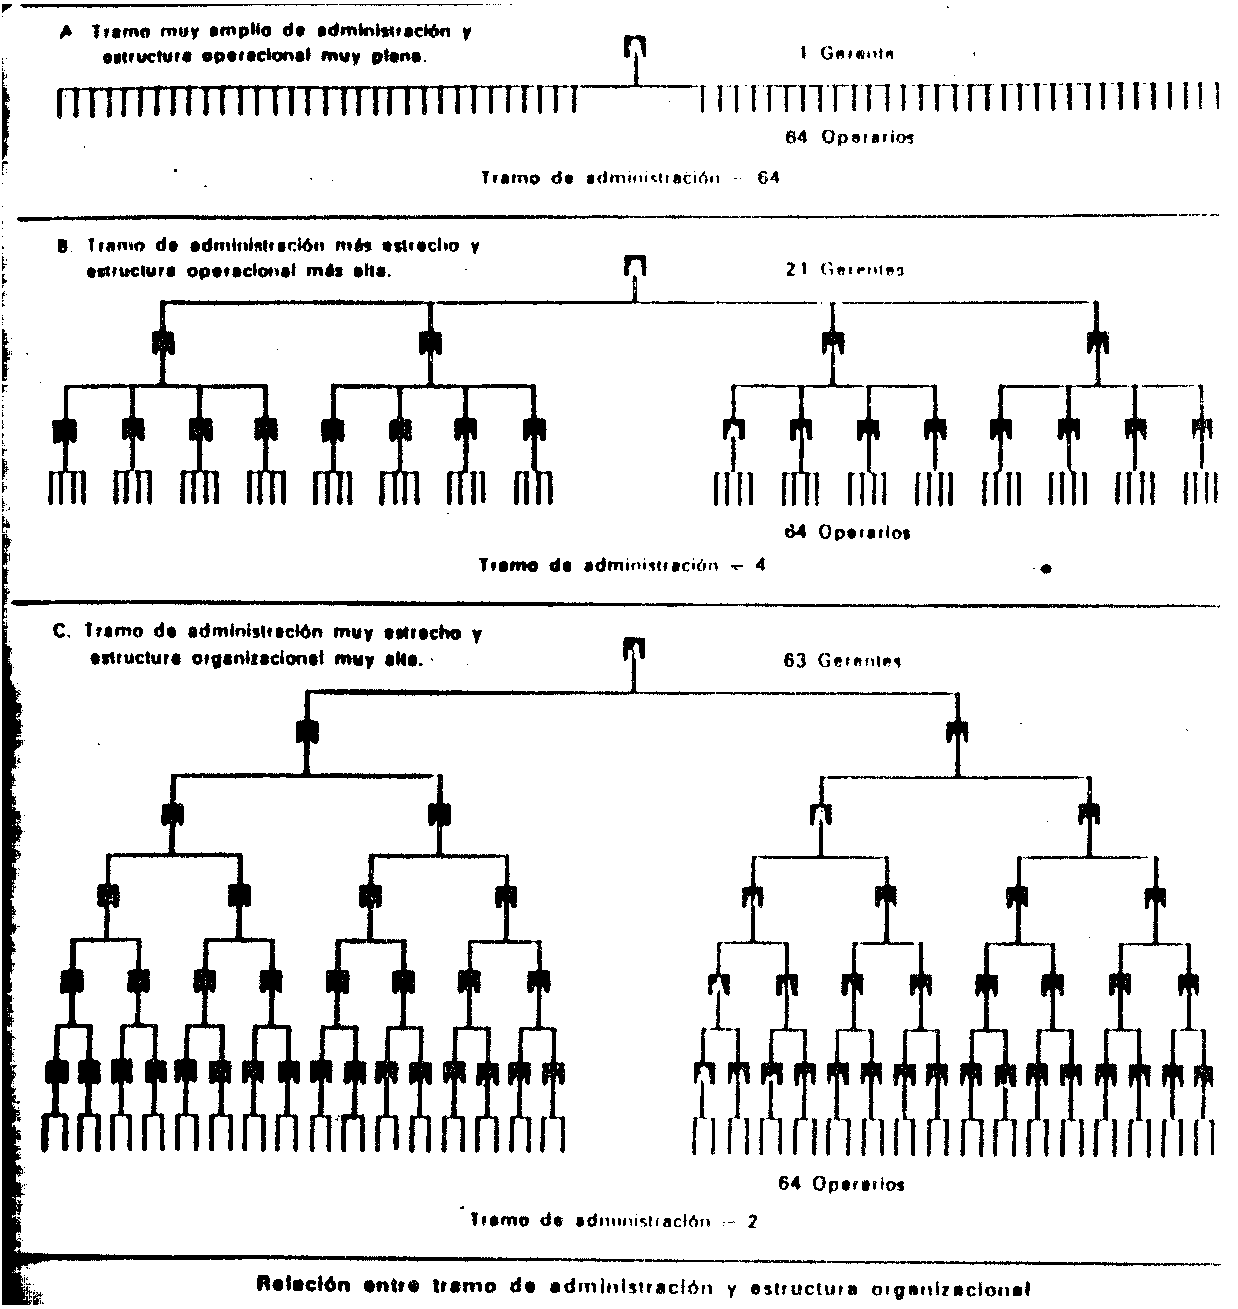 A Tramo muy amplio de administración y
estructura operacional muy plana.
1 Gerente
64 Operarios
Tramo de administración - 64
B. Tramo de administración más estrecho y
estructura operacional más alta.
21 Gerentes
64 Operarios
Tramo de administración - 4
C. Tramo de administración muy estrecho y
estructura organizacional muy alta.
63 Gerentes
64 Operarios
Tramo de administración - 2
Relación entre tramo de administración y estructura organizacional